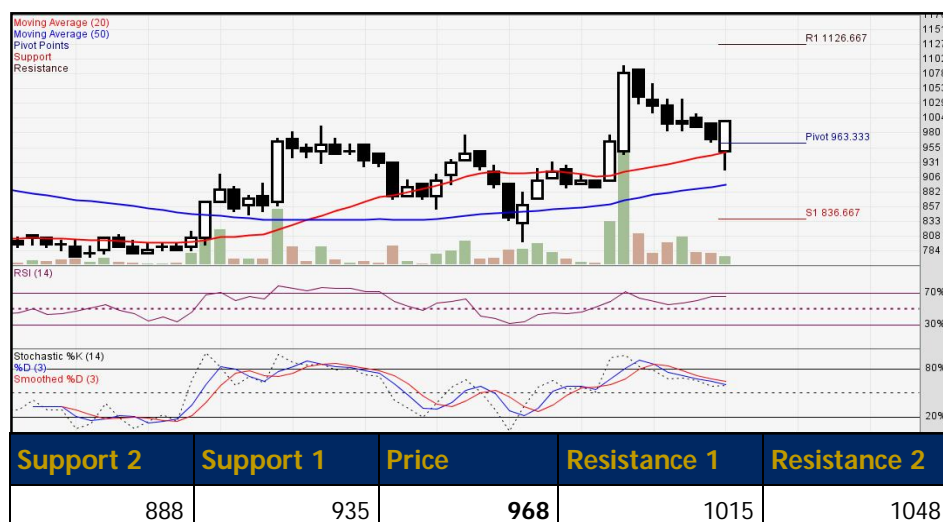 Moving Average (20)
Moving Average (50)
Pivot Points
Support
Resistance
R1 1126.667
Pivot 963.333
S1 836.667
1151
1102
1053
1004
980
955
931
906
882
857
833
808
784
RSI (14)
70%
30%
Stochastic %K (14)
%D (3)
Smoothed %D (3)
80%
20%
Support 2 Support 1 Price Resistance 1 Resistance 2
888 935 968 1015 1048